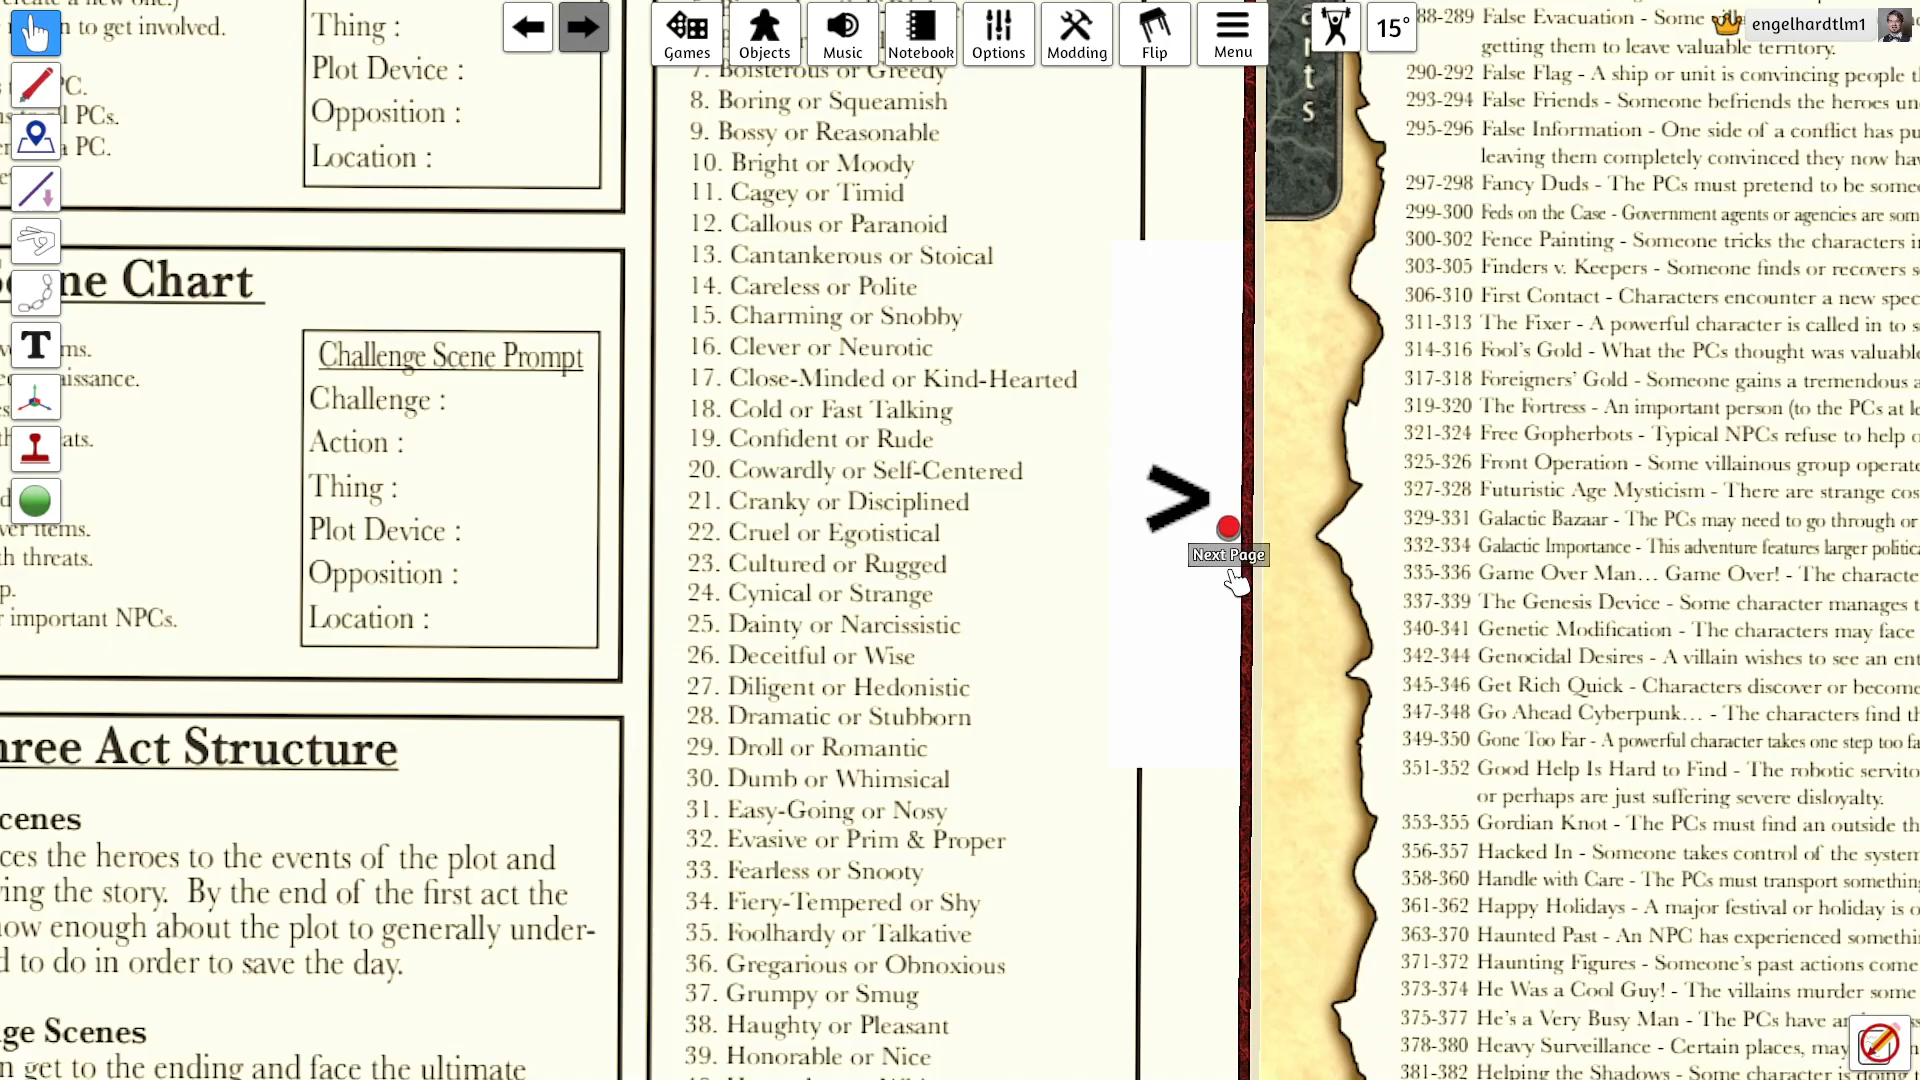 to get involved.
PC.
PCs.
a PC.
Thing :
Plot Device :
Opposition :
Location :
ne Chart
ms.
aissance.
ats.
ver items.
h threats.
p.
r important NPCs.
Challenge Scene Prompt
Challenge :
Action :
Thing :
Plot Device :
Opposition :
Location :
hree Act Structure
cenes
ces the heroes to the events of the plot and
ring the story. By the end of the first act the
now enough about the plot to generally under-
d to do in order to save the day.
ge Scenes
n get to the ending and face the ultimate
Games
Objects
Music
Notebook
Options
Modding
Flip
Menu
15°
engelhardtlm1
7. Boisterous or Greedy
8. Boring or Squeamish
9. Bossy or Reasonable
10. Bright or Moody
11. Cagey or Timid
12. Callous or Paranoid
13. Cantankerous or Stoical
14. Careless or Polite
15. Charming or Snobby
16. Clever or Neurotic
17. Close-Minded or Kind-Hearted
18. Cold or Fast Talking
19. Confident or Rude
20. Cowardly or Self-Centered
21. Cranky or Disciplined
22. Cruel or Egotistical
23. Cultured or Rugged
24. Cynical or Strange
25. Dainty or Narcissistic
26. Deceitful or Wise
27. Diligent or Hedonistic
28. Dramatic or Stubborn
29. Droll or Romantic
30. Dumb or Whimsical
31. Easy-Going or Nosy
32. Evasive or Prim & Proper
33. Fearless or Snooty
34. Fiery-Tempered or Shy
35. Foolhardy or Talkative
36. Gregarious or Obnoxious
37. Grumpy or Smug
38. Haughty or Pleasant
39. Honorable or Nice
>
Next Page
r
t
s
88-289 False Evacuation - Some
getting them to leave valuable territory.
290-292 False Flag - A ship or unit is convincing people
293-294 False Friends - Someone befriends the heroes un
295-296 False Information - One side of a conflict has pu
leaving them completely convinced they now hav
297-298 Fancy Duds - The PCs must pretend to be some
299-300 Feds on the Case - Government agents or agencies are som
300-302 Fence Painting - Someone tricks the characters i
303-305 Finders v. Keepers - Someone finds or recovers s
306-310 First Contact - Characters encounter a new spec
311-313 The Fixer - A powerful character is called in to s
314-316 Fool's Gold - What the PCs thought was valuable
317-318 Foreigners' Gold - Someone gains a tremendous a
319-320 The Fortress - An important person (to the PCs at le
321-324 Free Gopherbots - Typical NPCs refuse to help o
325-326 Front Operation - Some villainous group operate
327-328 Futuristic Age Mysticism - There are strange cos
329-331 Galactic Bazaar - The PCs may need to go through or
332-334 Galactic Importance - This adventure features larger politica
335-336 Game Over Man… Game Over! - The characte
337-339 The Genesis Device - Some character manages t
340-341 Genetic Modification - The characters may face
342-344 Genocidal Desires - A villain wishes to see an ent
345-346 Get Rich Quick - Characters discover or become
347-348 Go Ahead Cyberpunk… - The characters find th
349-350 Gone Too Far - A powerful character takes one step too fa
351-352 Good Help Is Hard to Find - The robotic servito
or perhaps are just suffering severe disloyalty.
353-355 Gordian Knot - The PCs must find an outside th
356-357 Hacked In - Someone takes control of the system
358-360 Handle with Care - The PCs must transport something
361-362 Happy Holidays - A major festival or holiday is o
363-370 Haunted Past - An NPC has experienced somethi
371-372 Haunting Figures - Someone's past actions come
373-374 He Was a Cool Guy! - The villains murder some
375-377 He's a Very Busy Man - The PCs have an
378-380 Heavy Surveillance - Certain places, may
381-382 Helping the Shadows - Some character is doing